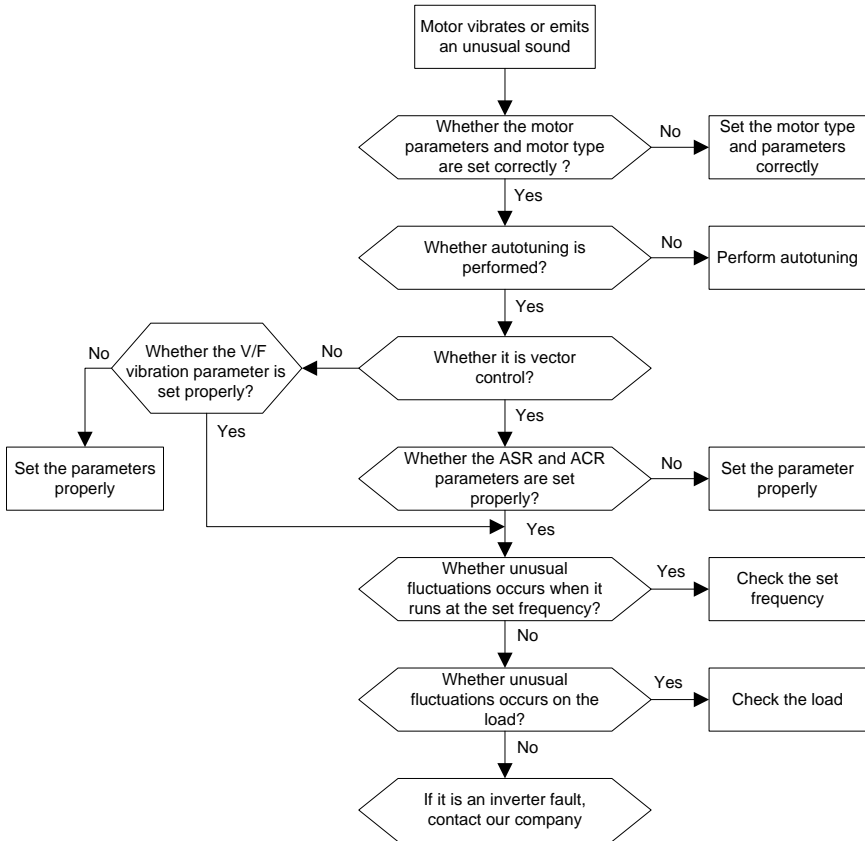 Motor vibrates or emits
an unusual sound
Whether the motor
parameters and motor type
are set correctly ?
No
Set the motor type
and parameters
correctly
Yes
Whether autotuning is
performed?
No
Perform autotuning
Yes
Whether it is vector
control?
No
Whether the V/F
vibration parameter is
set properly?
No
Set the parameters
properly
Yes
Yes
Whether the ASR and ACR
parameters are set
properly?
No
Set the parameter
properly
Yes
Whether unusual
fluctuations occurs when it
runs at the set frequency?
Yes
Check the set
frequency
No
Whether unusual
fluctuations occurs on the
load?
Yes
Check the load
No
If it is an inverter fault,
contact our company